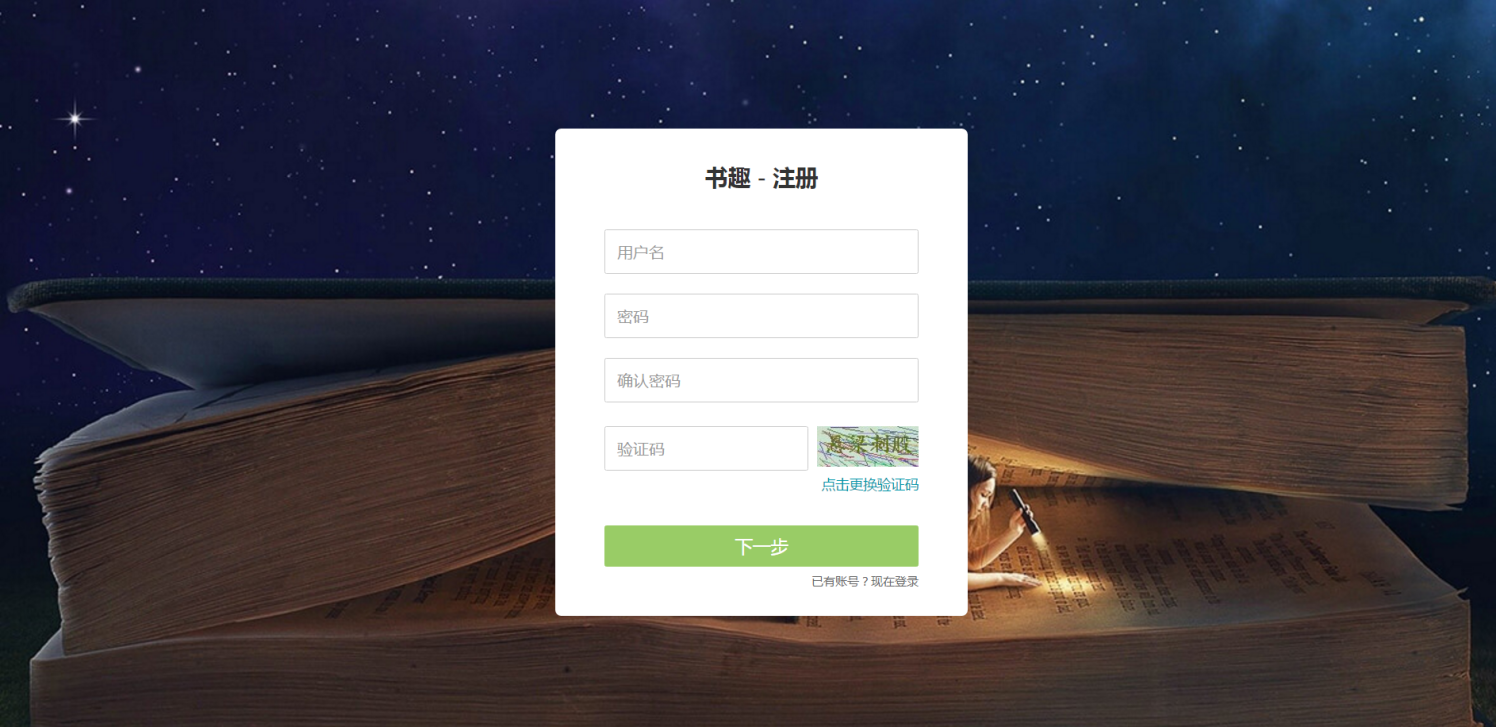 书趣 - 注册
用户名
密码
确认密码
验证码
点击更换验证码
下一步
已有账号？现在登录